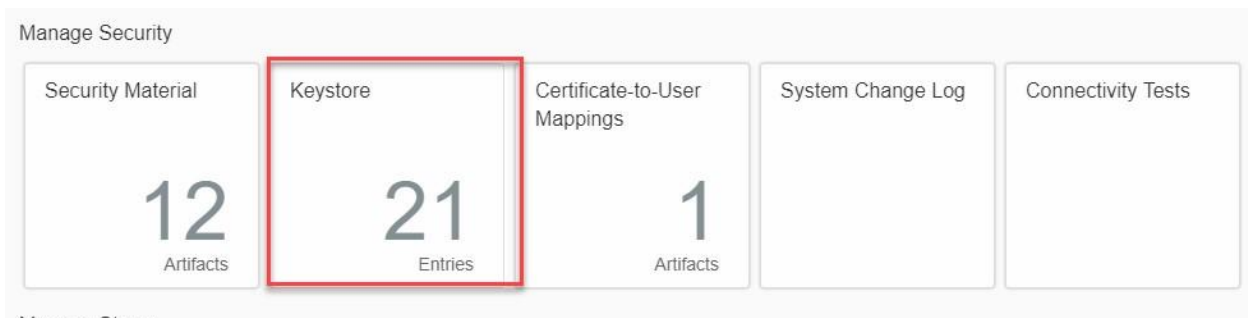 Manage Security
Security Material
Keystore
Certificate-to-User
Mappings
System Change Log
Connectivity Tests
12
Artifacts
21
Entries
1
Artifacts